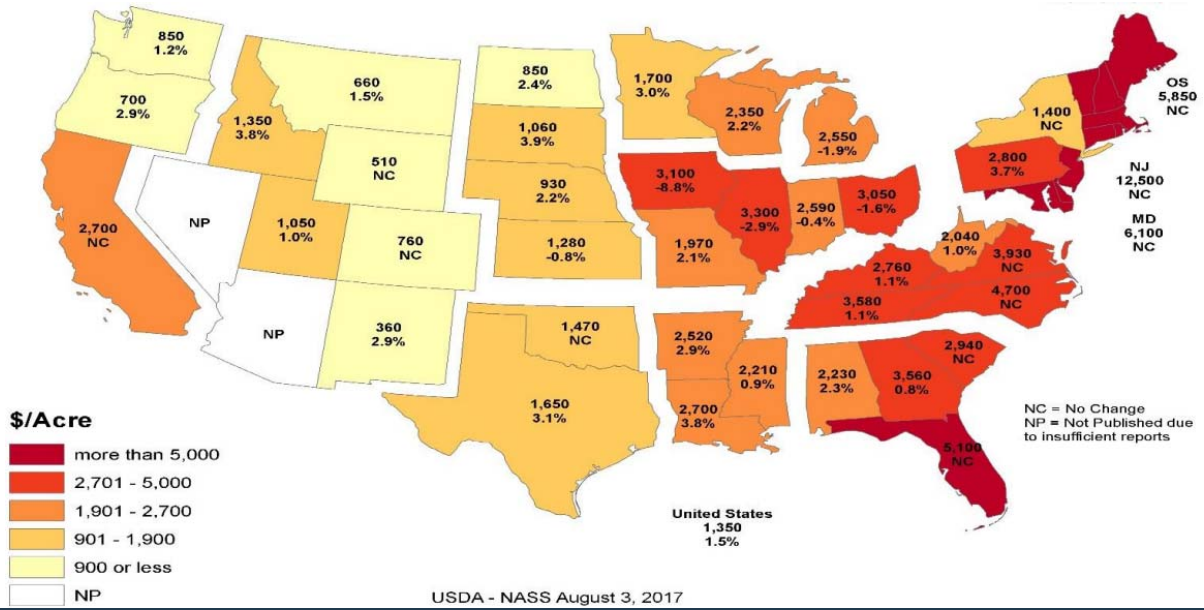 850
1.2%
700
2.9%
2,700
NC
NP
1,350
3.8%
660
1.5%
510
NC
1,050
1.0%
760
NC
NP
360
2.9%
850
2.4%
1,060
3.9%
930
2.2%
1,280
-0.8%
1,470
NC
1,650
3.1%
1,700
3.0%
3,100
-8.8%
1,970
2.1%
2,520
2.9%
2,700
3.8%
2,350
2.2%
3,300
-2.9%
2,550
-1.9%
2,590
-0.4%
3,050
-1.6%
2,760
1.1%
3,580
1.1%
2,210
0.9%
2,230
2.3%
3,560
0.8%
5,100
NC
2,940
NC
4,700
NC
3,930
NC
2,040
1.0%
2,800
3.7%
1,400
NC
OS
5,850
NC
NJ
12,500
NC
MD
6,100
NC
NC = No Change
NP = Not Published due
to insufficient reports
$/Acre
more than 5,000
2,701 - 5,000
1,901 - 2,700
901 - 1,900
900 or less
NP
United States
1,350
1.5%
USDA - NASS August 3, 2017